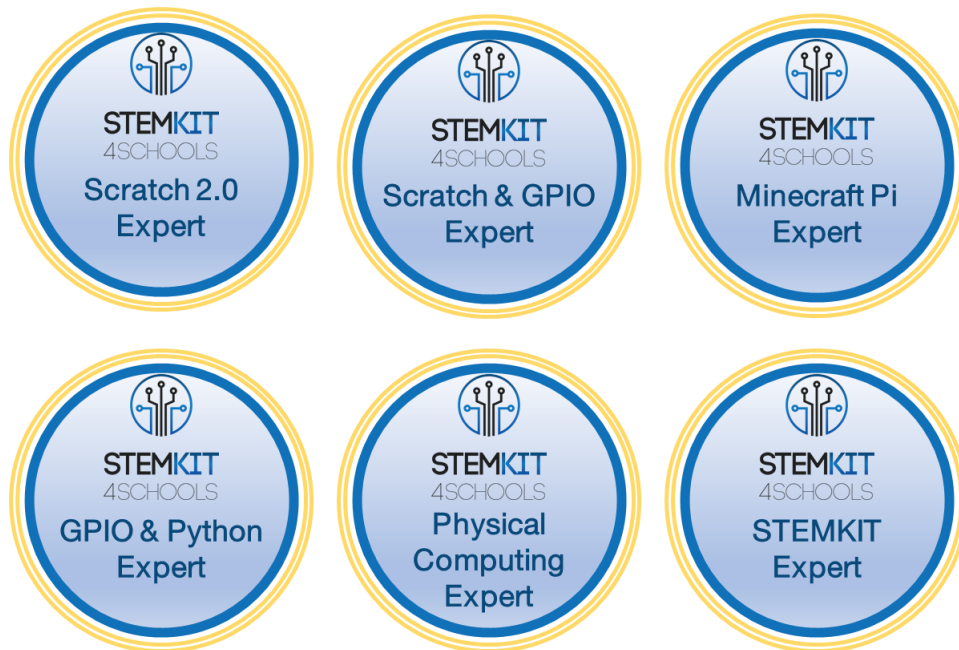 STEMKIT
4SCHOOLS
Scratch 2.0
Expert
STEMKIT
4SCHOOLS
Scratch & GPIO
Expert
STEMKIT
4SCHOOLS
Minecraft Pi
Expert
STEMKIT
4SCHOOLS
GPIO & Python
Expert
STEMKIT
4SCHOOLS
Physical
Computing
Expert
STEMKIT
4SCHOOLS
STEMKIT
Expert